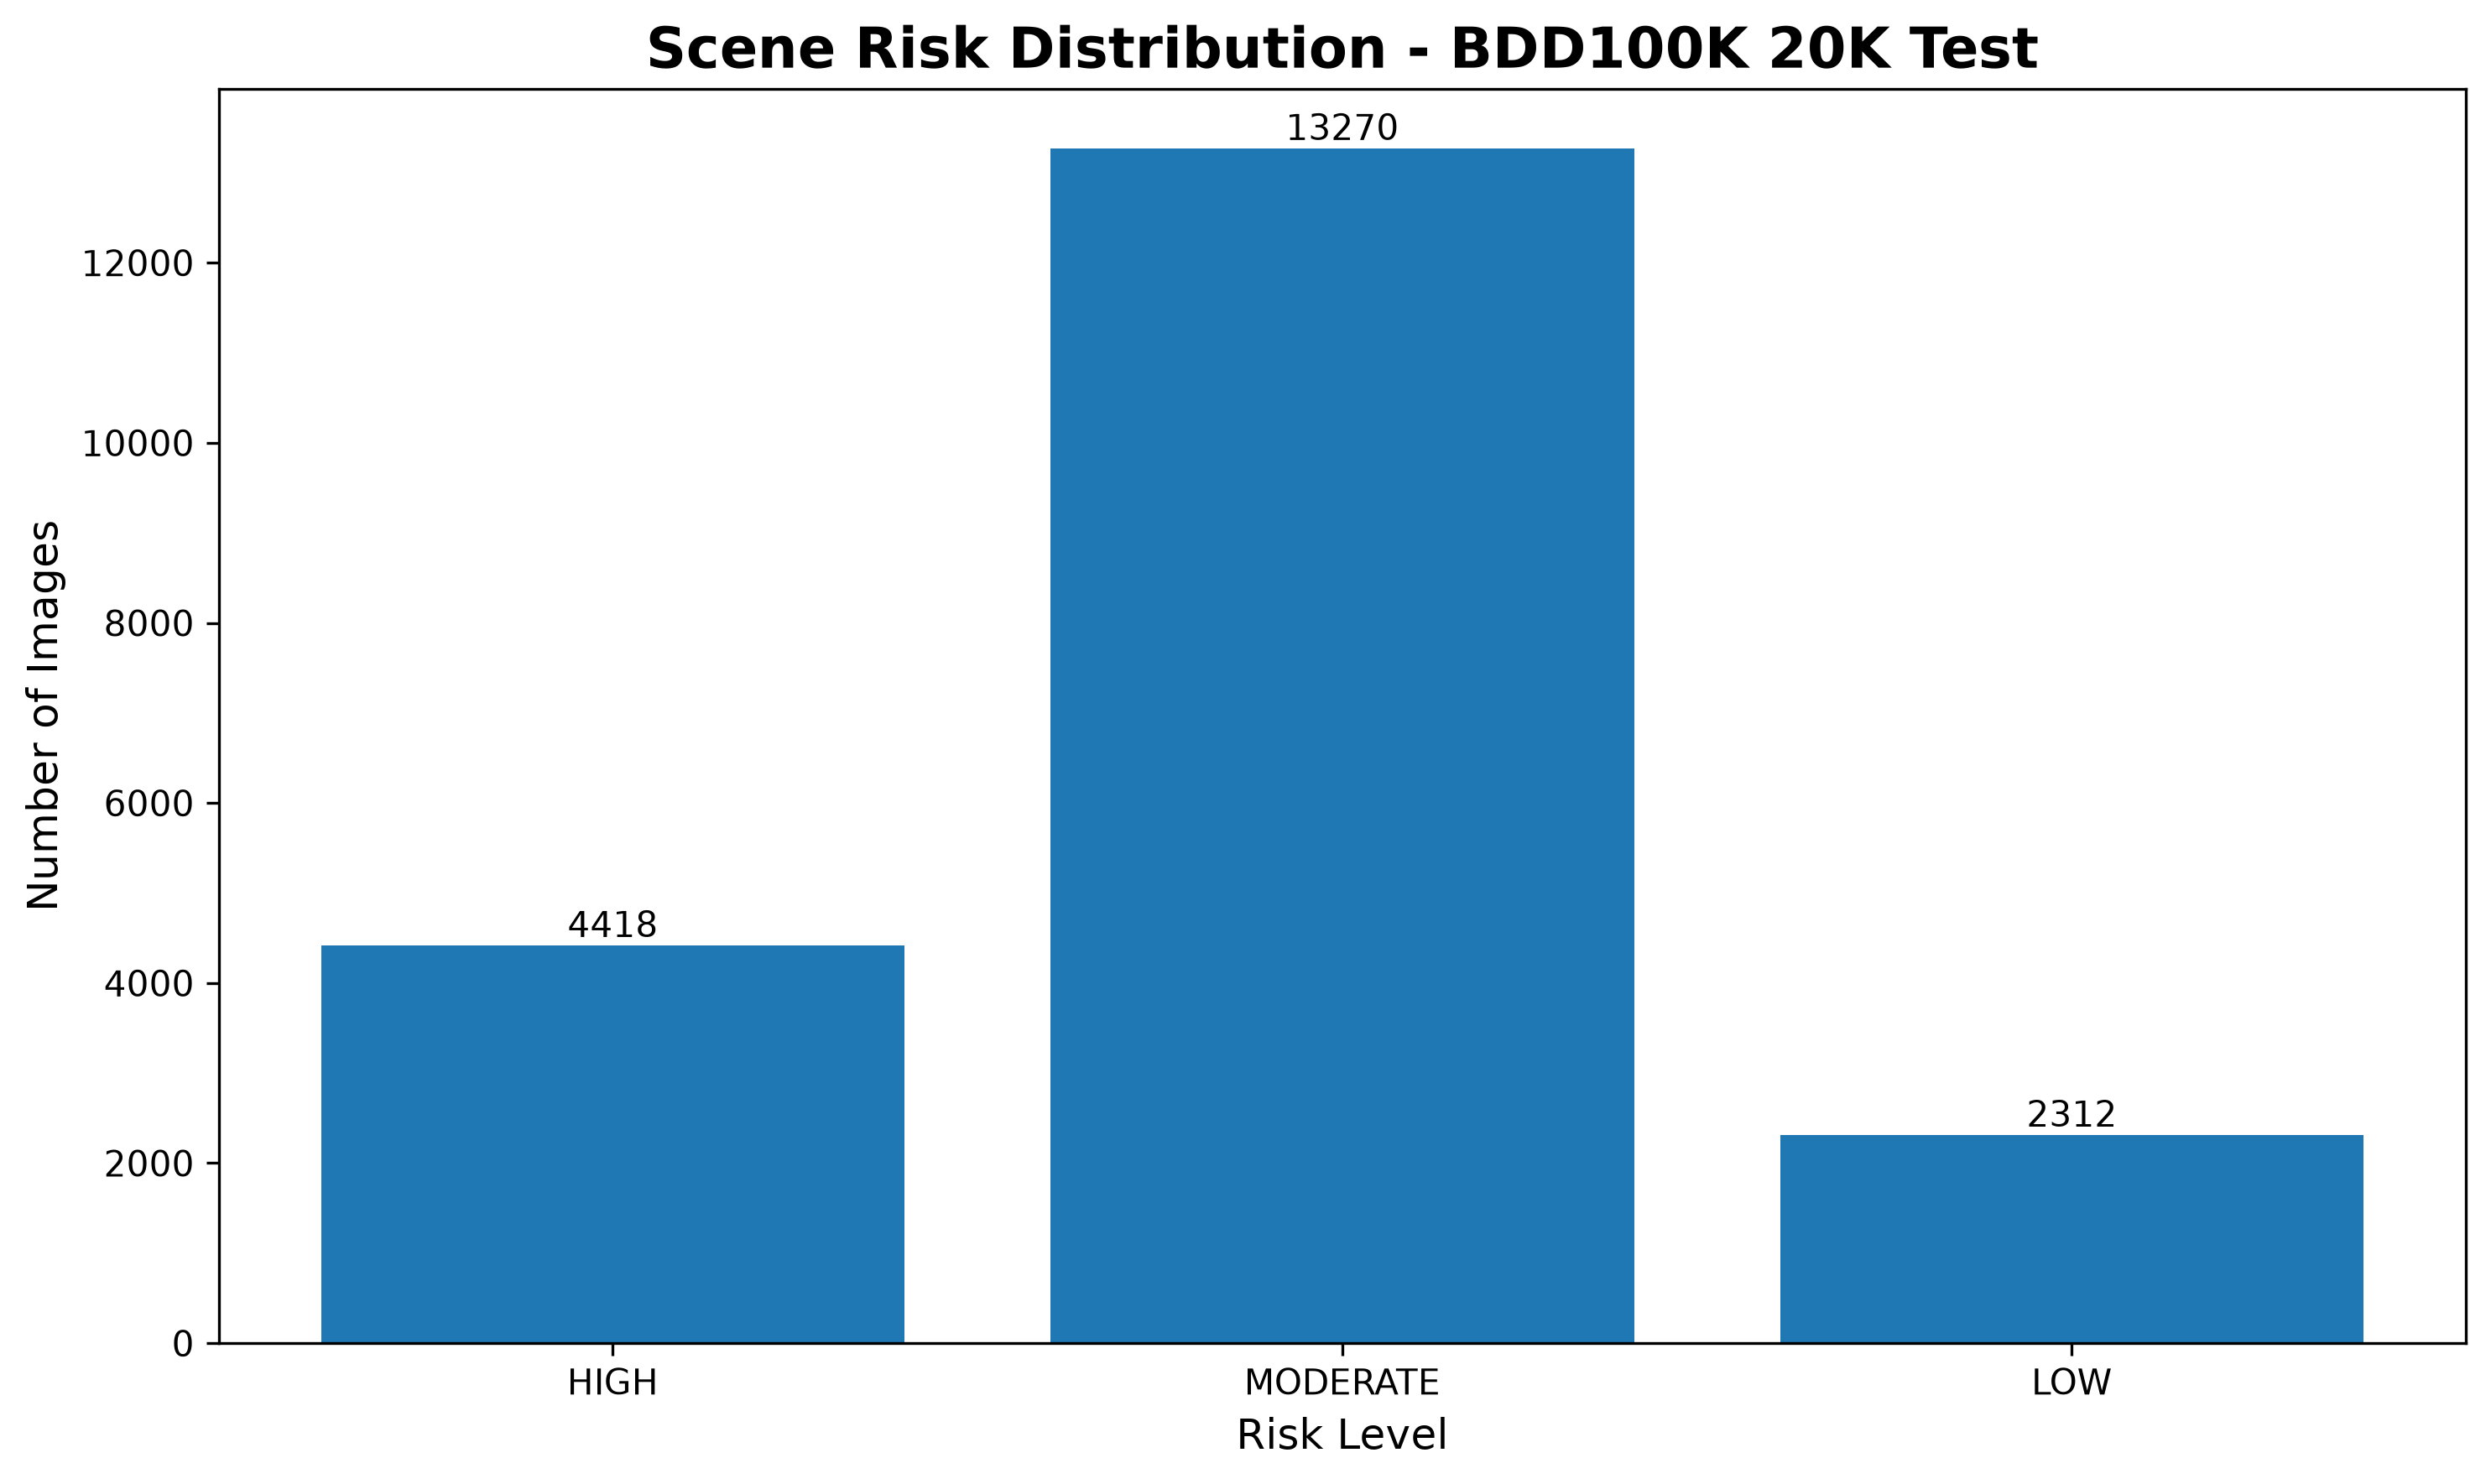 Scene Risk Distribution - BDD100K 20K Test
Number of Images
12000
10000
8000
6000
4000
2000
0
4418
13270
2312
HIGH
MODERATE
LOW
Risk Level